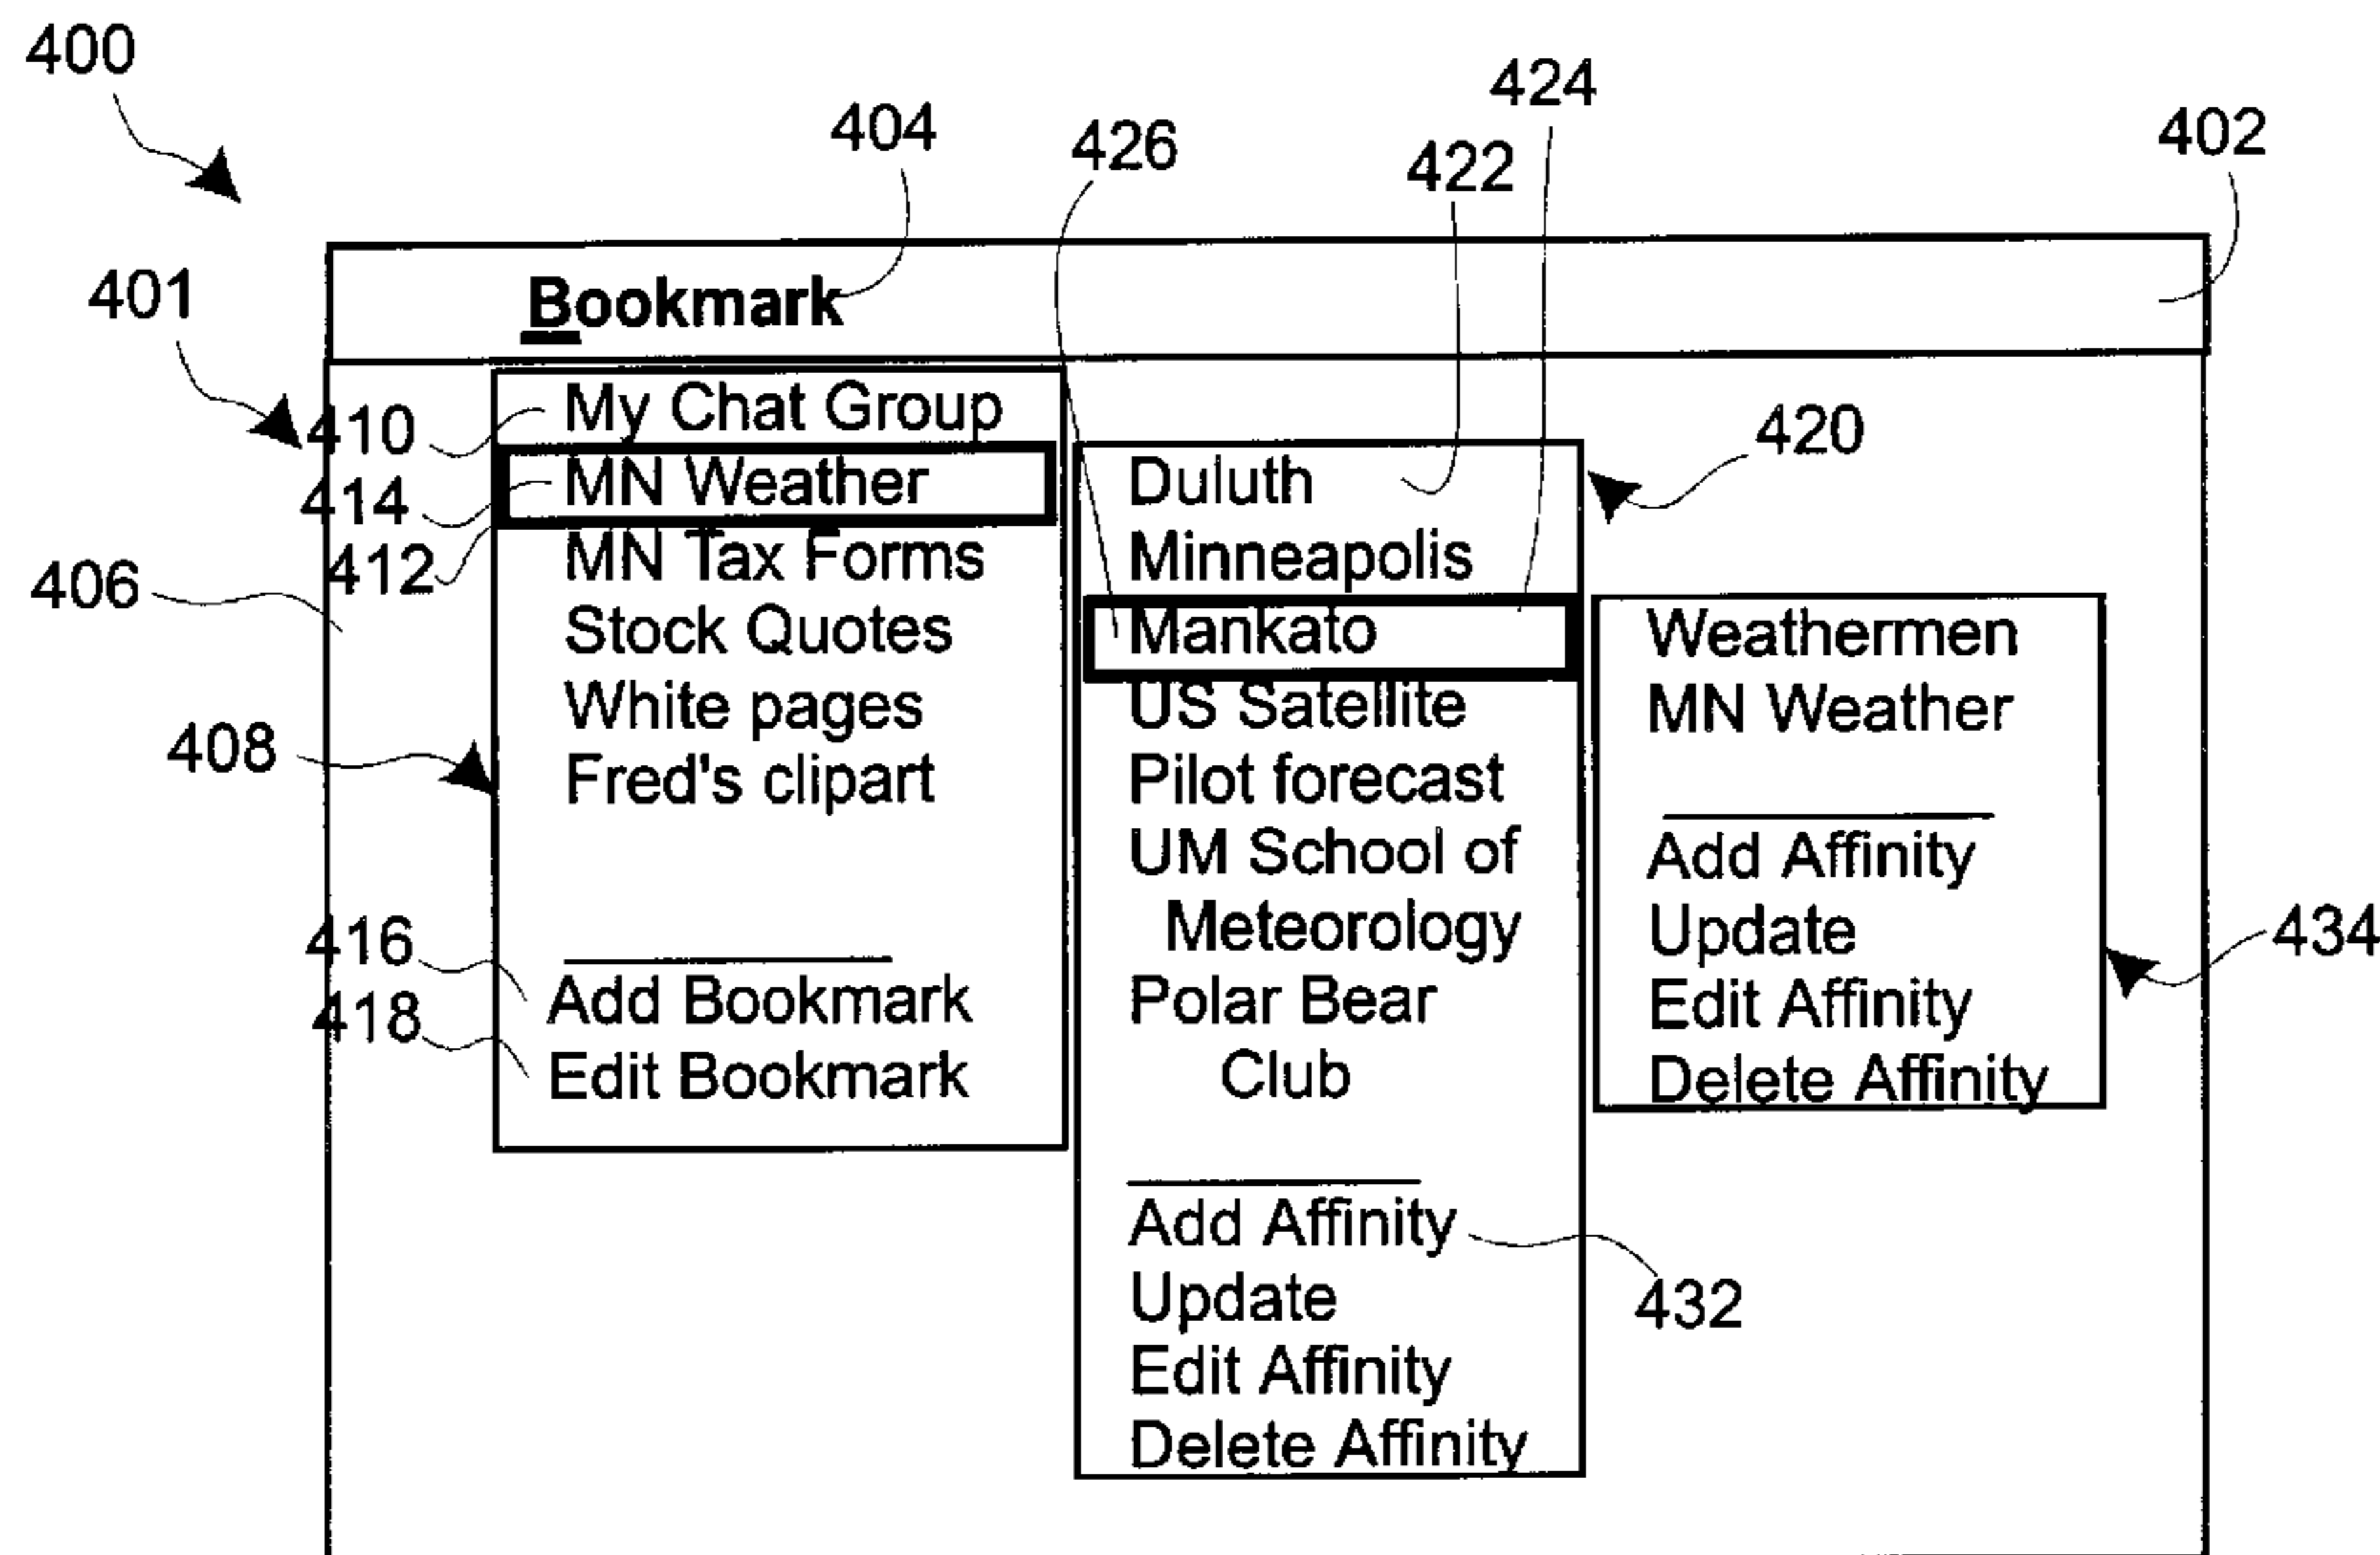 400
404
426
424
422
402
401
Bookmark
410
My Chat Group
420
414
MN Weather
Duluth
412
MN Tax Forms
Minneapolis
406
Stock Quotes
Mankato
Weathermen
White pages
US Satellite
MN Weather
408
Fred's clipart
Pilot forecast
UM School of
Meteorology
Add Affinity
416
Update
434
418
Add Bookmark
Polar Bear
Club
Edit Affinity
Edit Bookmark
Delete Affinity
Add Affinity
432
Update
Edit Affinity
Delete Affinity